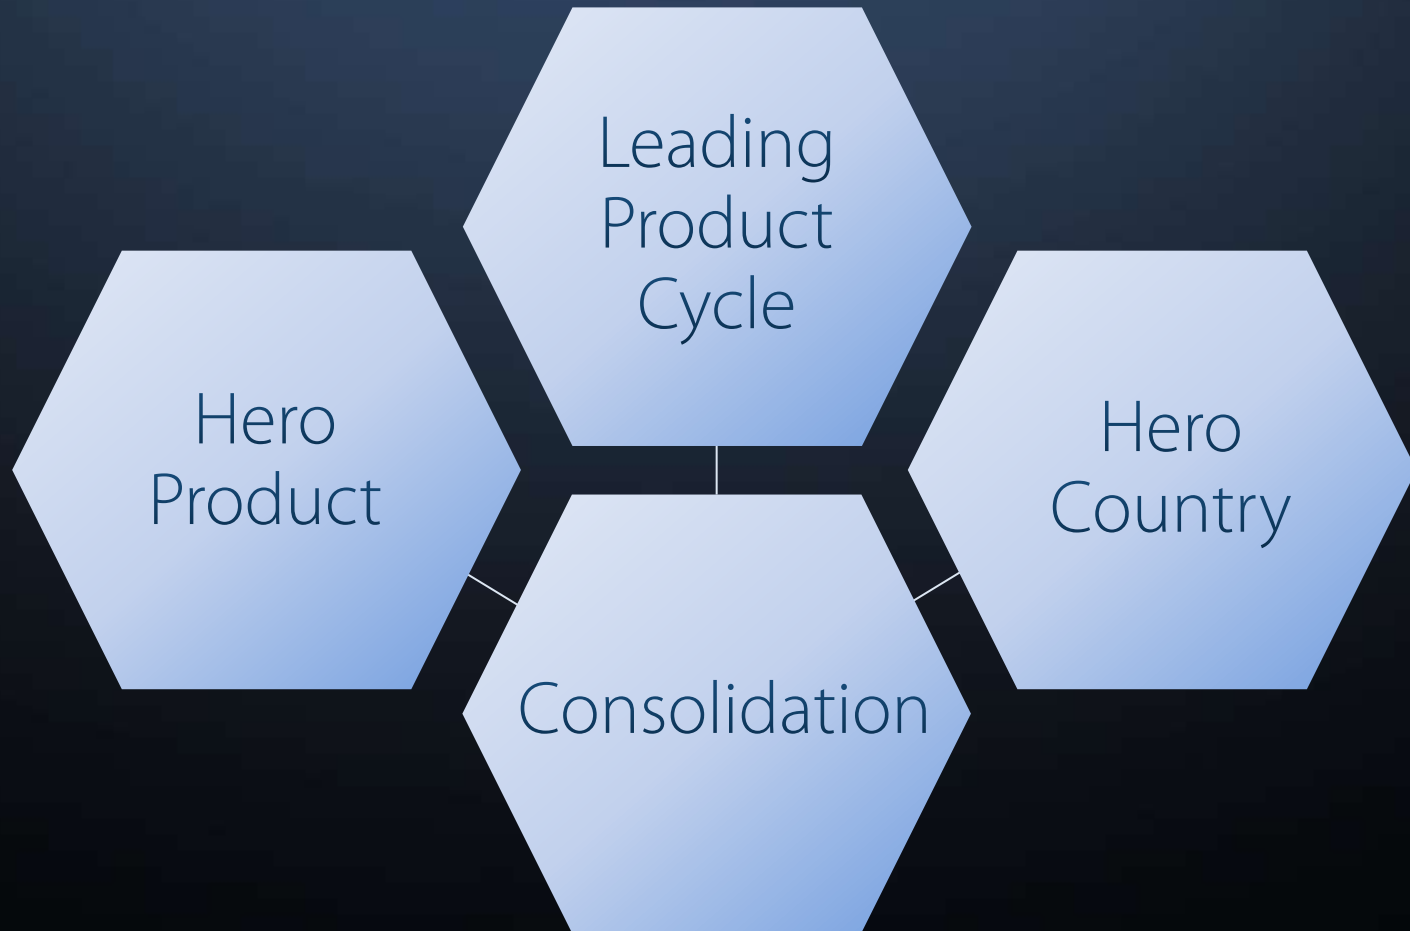 Leading
Product
Cycle
Hero
Product
Hero
Country
Consolidation